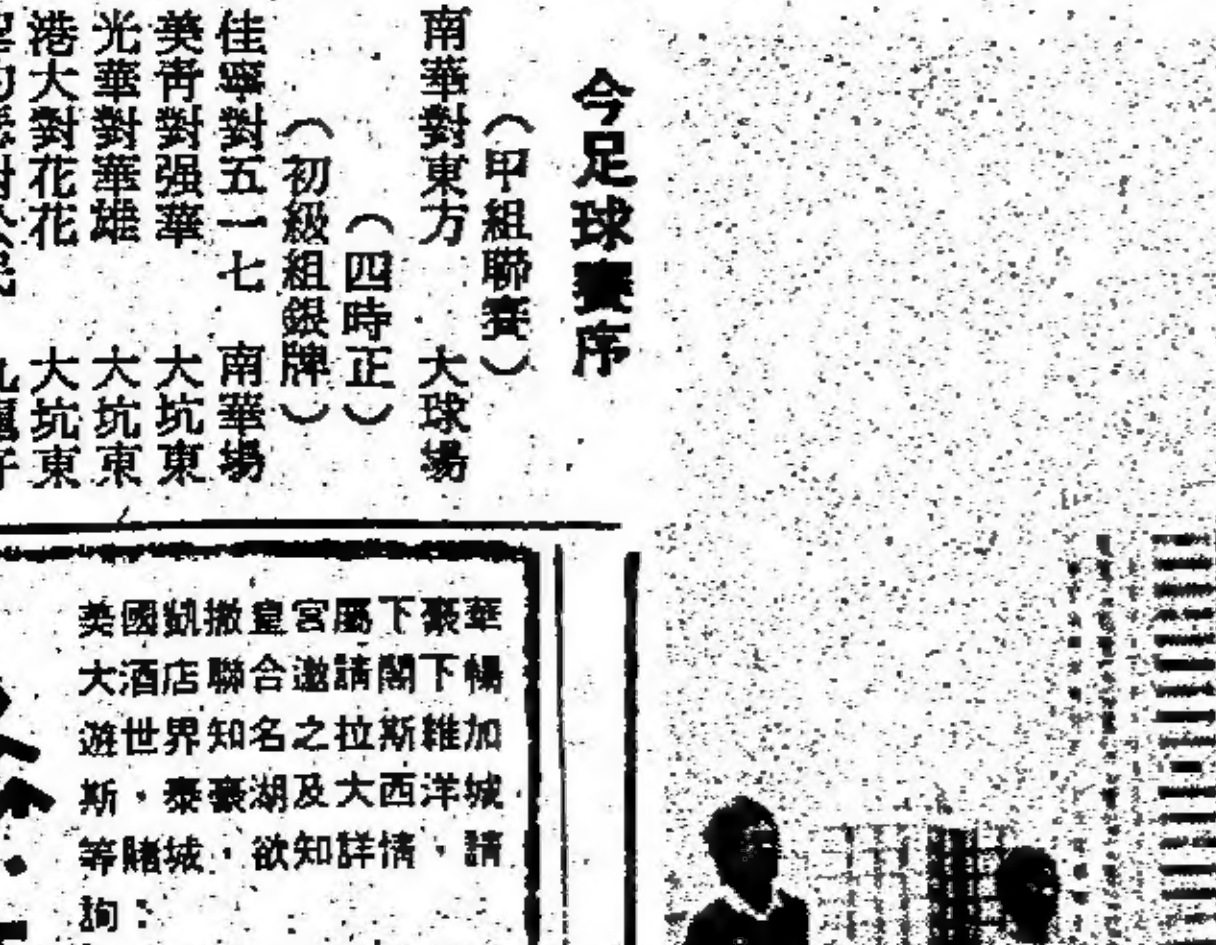 今足球賽序
（甲組聯賽）
南華對東方 大球場
（四時正）
（初級組銀牌）
佳寧對五一七 南華場
美青對强華 大坑東
光華對華雄 大坑東
港大對花花 大坑東
美國凱撒皇宮屬下豪華
大酒店聯合邀請閣下暢
遊世界知名之拉斯維加
斯，泰豪湖及大西洋城
等賭城，欲知詳情，請
詢：